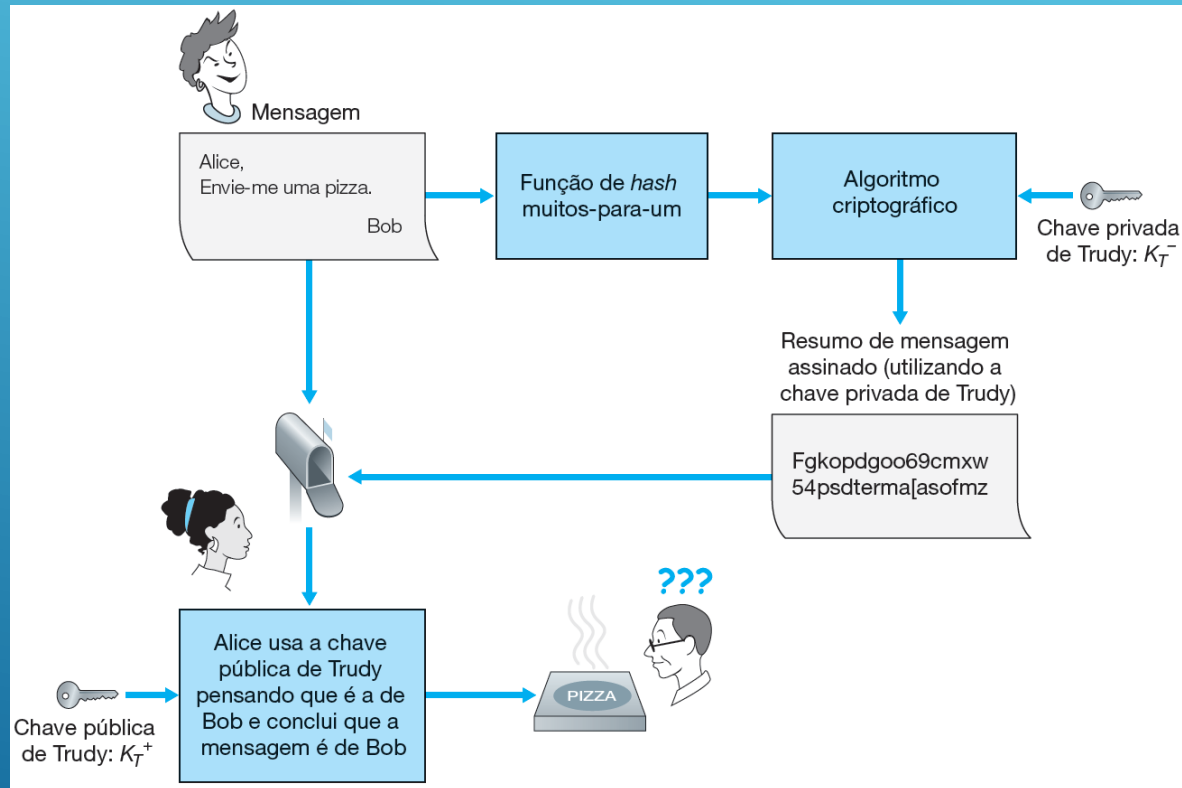 Mensagem
Alice,
Envie-me uma pizza.
Bob
Função de hash
muitos-para-um
Algoritmo
criptográfico
Chave privada
de Trudy: K_T^-
Resumo de mensagem
assinado (utilizando a
chave privada de Trudy)
Fgkopdgoo69cmxw
54psdterma[asofmz
Alice usa a chave
pública de Trudy
pensando que é a de
Bob e conclui que a
mensagem é de Bob
Chave pública
de Trudy: K_T^+
PIZZA
???